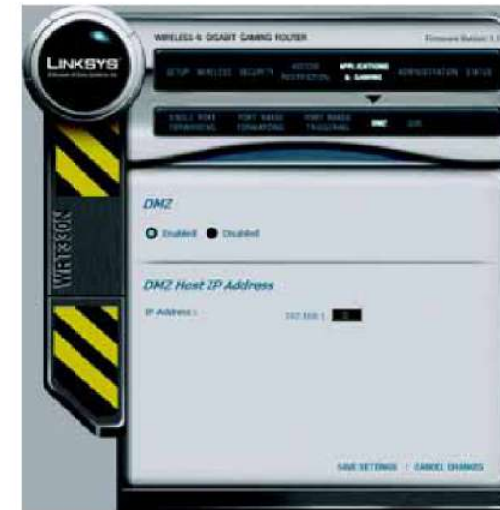 LINKSYS
WIRELESS-N GIGABIT GAMING ROUTER
Firmware Version
SETUP WIRELESS SECURITY ACCESS RESTRICTION APPLICATIONS & GAMING ADMINISTRATION STATUS
SINGLE PORT FORWARDING PORT RANGE FORWARDING PORT RANGE TRIGGERING DMZ QOS
WRT330N
DMZ
Enabled Disabled
DMZ Host IP Address
IP Address :
192.168.1.
SAVE SETTINGS | CANCEL CHANGES